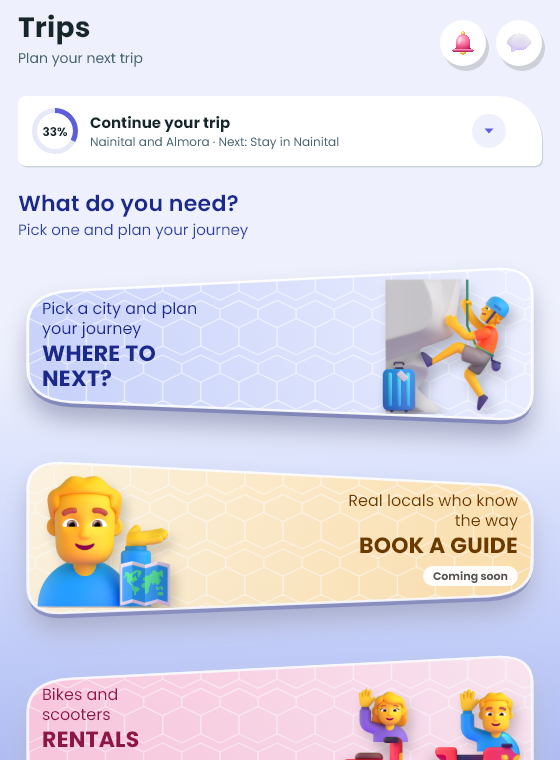 Trips
Plan your next trip
33%
Continue your trip
Nainital and Almora · Next: Stay in Nainital
What do you need?
Pick one and plan your journey
Pick a city and plan
your journey
WHERE TO
NEXT?
Real locals who know
the way
BOOK A GUIDE
Coming soon
Bikes and
scooters
RENTALS